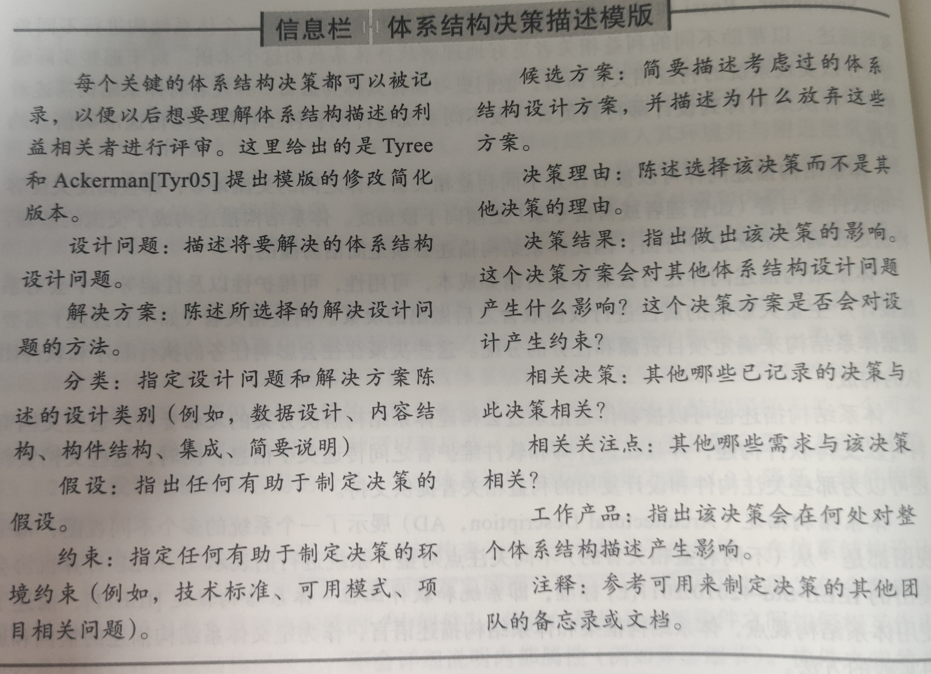 信息栏 体系结构决策描述模版
每个关键的体系结构决策都可以被记
录，以便以后想要理解体系结构描述的利
益相关者进行评审。这里给出的是 Tyree
和 Ackerman[Tyr05] 提出模版的修改简化
版本。
设计问题：描述将要解决的体系结构
设计问题。
解决方案：陈述所选择的解决设计问
题的方法。
分类：指定设计问题和解决方案陈
述的设计类别（例如，数据设计、内容结
构、构件结构、集成、简要说明）
假设：指出任何有助于制定决策的
假设。
约束：指定任何有助于制定决策的环
境约束（例如，技术标准、可用模式、项
目相关问题）。
候选方案：简要描述考虑过的体系
结构设计方案，并描述为什么放弃这些
方案。
决策理由：陈述选择该决策而不是其
他决策的理由。
决策结果：指出做出该决策的影响。
这个决策方案会对其他体系结构设计问题
产生什么影响？这个决策方案是否会对设
计产生约束？
相关决策：其他哪些已记录的决策与
此决策相关？
相关关注点：其他哪些需求与该决策
相关？
工作产品：指出该决策会在何处对整
个体系结构描述产生影响。
注释：参考可用来制定决策的其他团
队的备忘录或文档。